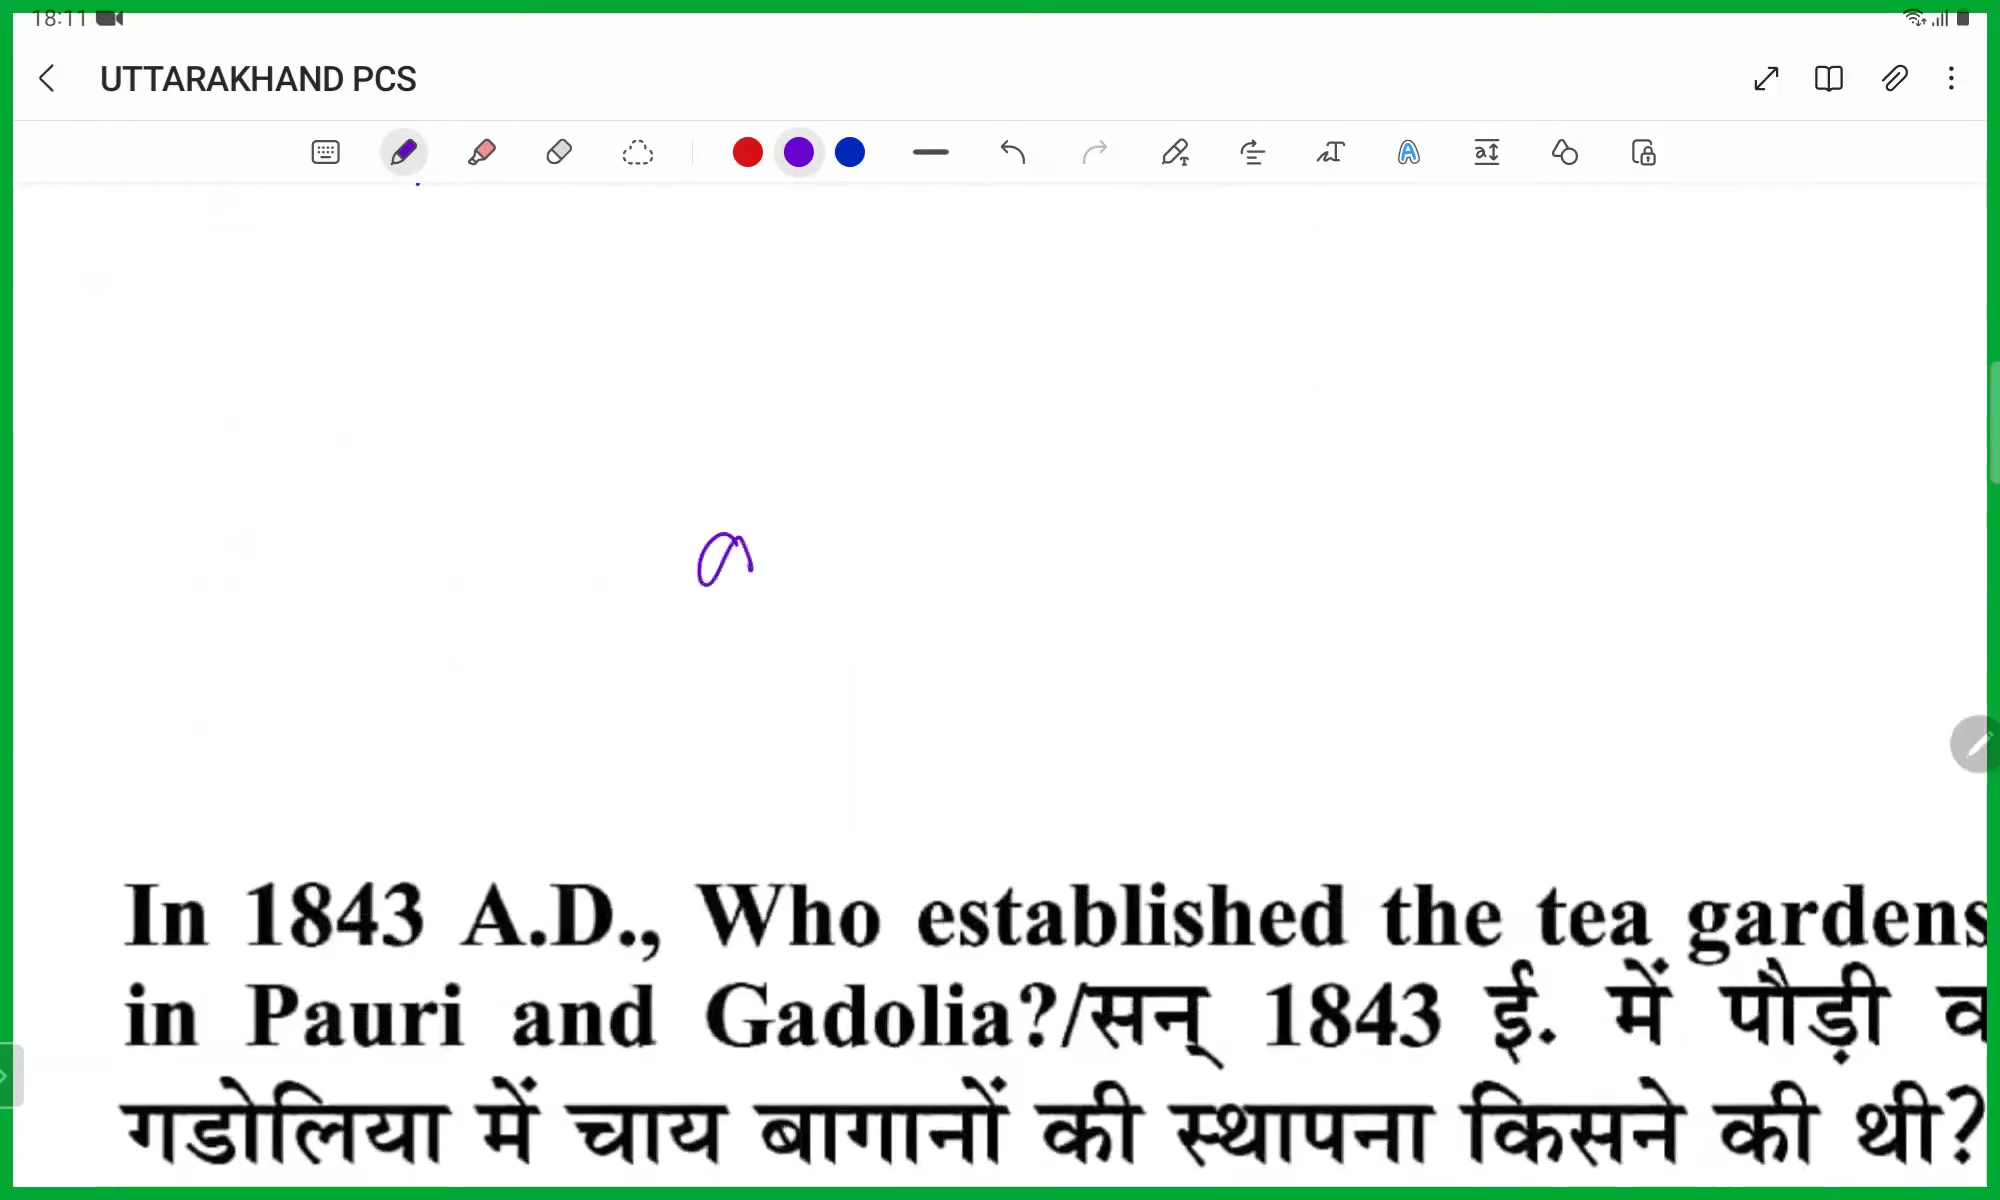 18:11
UTTARAKHAND PCS
a
In 1843 A.D., Who established the tea gardens
in Pauri and Gadolia?/सन् 1843 ई. में पौड़ी
गडोलिया में चाय बागानों की स्थापना किसने की थी?